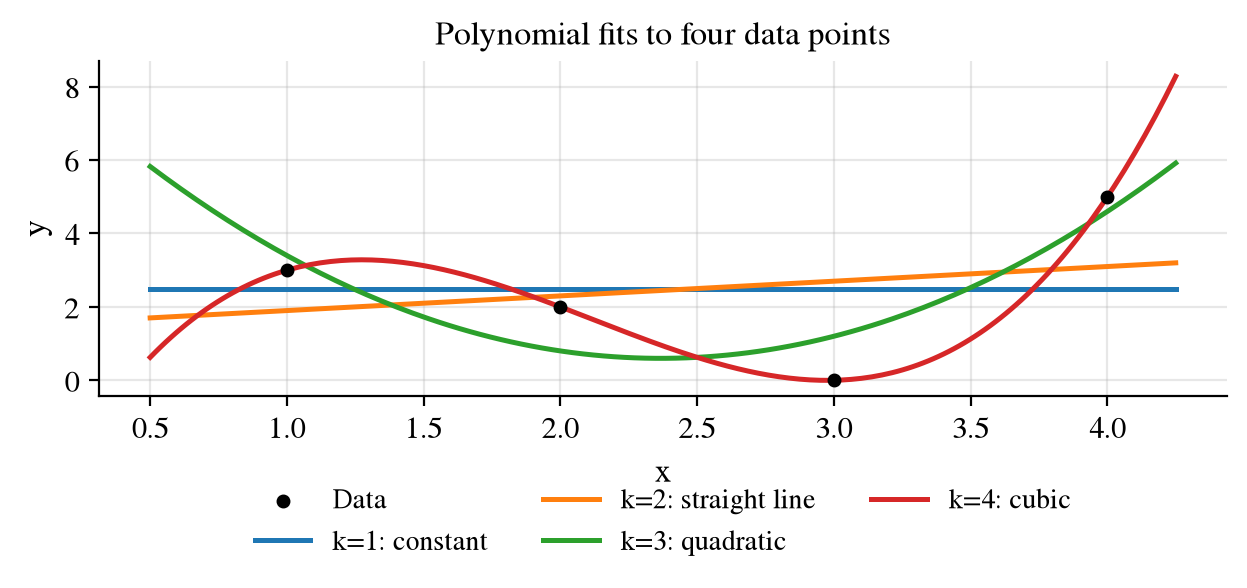 Polynomial fits to four data points
8
6
4
2
0
y
0.5 1.0 1.5 2.0 2.5 3.0 3.5 4.0
x
Data k=2: straight line k=4: cubic
k=1: constant k=3: quadratic